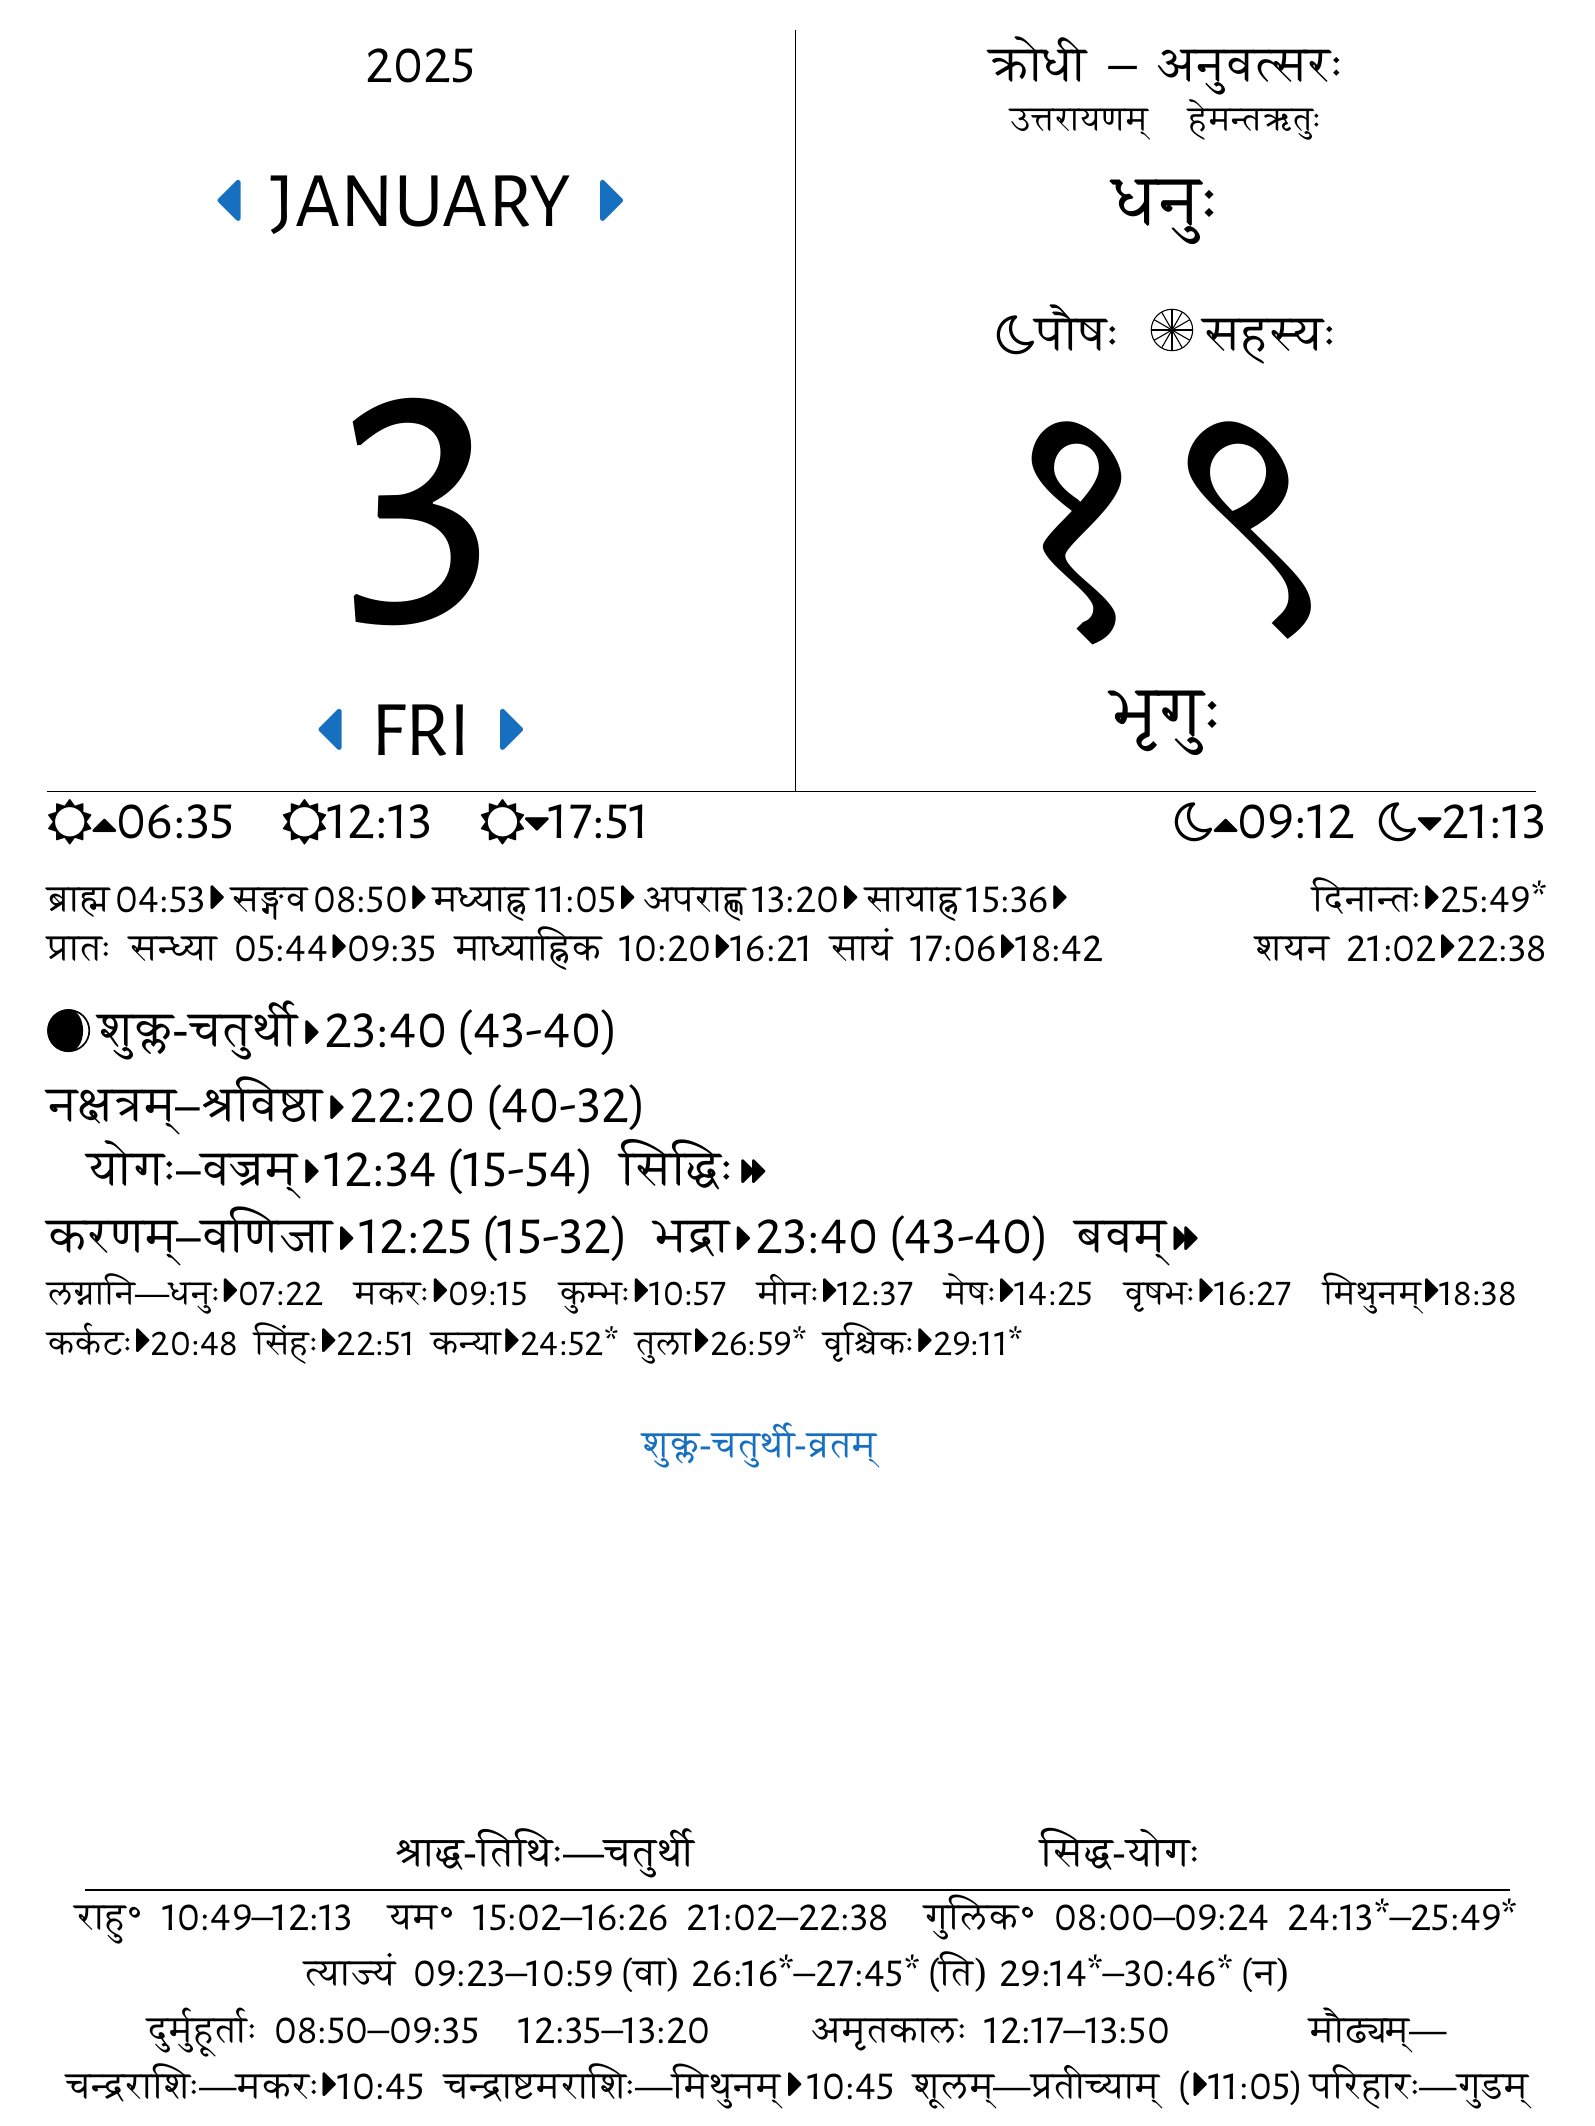 2025
JANUARY
3
FRI
क्रोधी – अनुवत्सरः
उत्तरायणम् हेमन्तऋतुः
धनुः
पौषः सहस्यः
१९
भृगुः
06:35 12:13 17:51 09:12 21:13
ब्राह्म 04:53 सङ्गव 08:50 मध्याह्न 11:05 अपराह्ण 13:20 सायाह्न 15:36 दिनान्तः 25:49*
प्रातः सन्ध्या 05:44 09:35 माध्याह्निक 10:20 16:21 सायं 17:06 18:42 शयन 21:02 22:38
शुक्ल-चतुर्थी 23:40 (43-40)
नक्षत्रम्–श्रविष्ठा 22:20 (40-32)
योगः–वज्रम् 12:34 (15-54) सिद्धिः
करणम्–वणिजा 12:25 (15-32) भद्रा 23:40 (43-40) बवम्
लग्नानि—धनुः 07:22 मकरः 09:15 कुम्भः 10:57 मीनः 12:37 मेषः 14:25 वृषभः 16:27 मिथुनम् 18:38
कर्कटः 20:48 सिंहः 22:51 कन्या 24:52* तुला 26:59* वृश्चिकः 29:11*
शुक्ल-चतुर्थी-व्रतम्
श्राद्ध-तिथिः—चतुर्थी सिद्ध-योगः
राहु॰ 10:49–12:13 यम॰ 15:02–16:26 21:02–22:38 गुलिक॰ 08:00–09:24 24:13*–25:49*
त्याज्यं 09:23–10:59 (वा) 26:16*–27:45* (ति) 29:14*–30:46* (न)
दुर्मुहूर्ताः 08:50–09:35 12:35–13:20 अमृतकालः 12:17–13:50 मौढ्यम्—
चन्द्रराशिः—मकरः 10:45 चन्द्राष्टमराशिः—मिथुनम् 10:45 शूलम्—प्रतीच्याम् (11:05) परिहारः—गुडम्